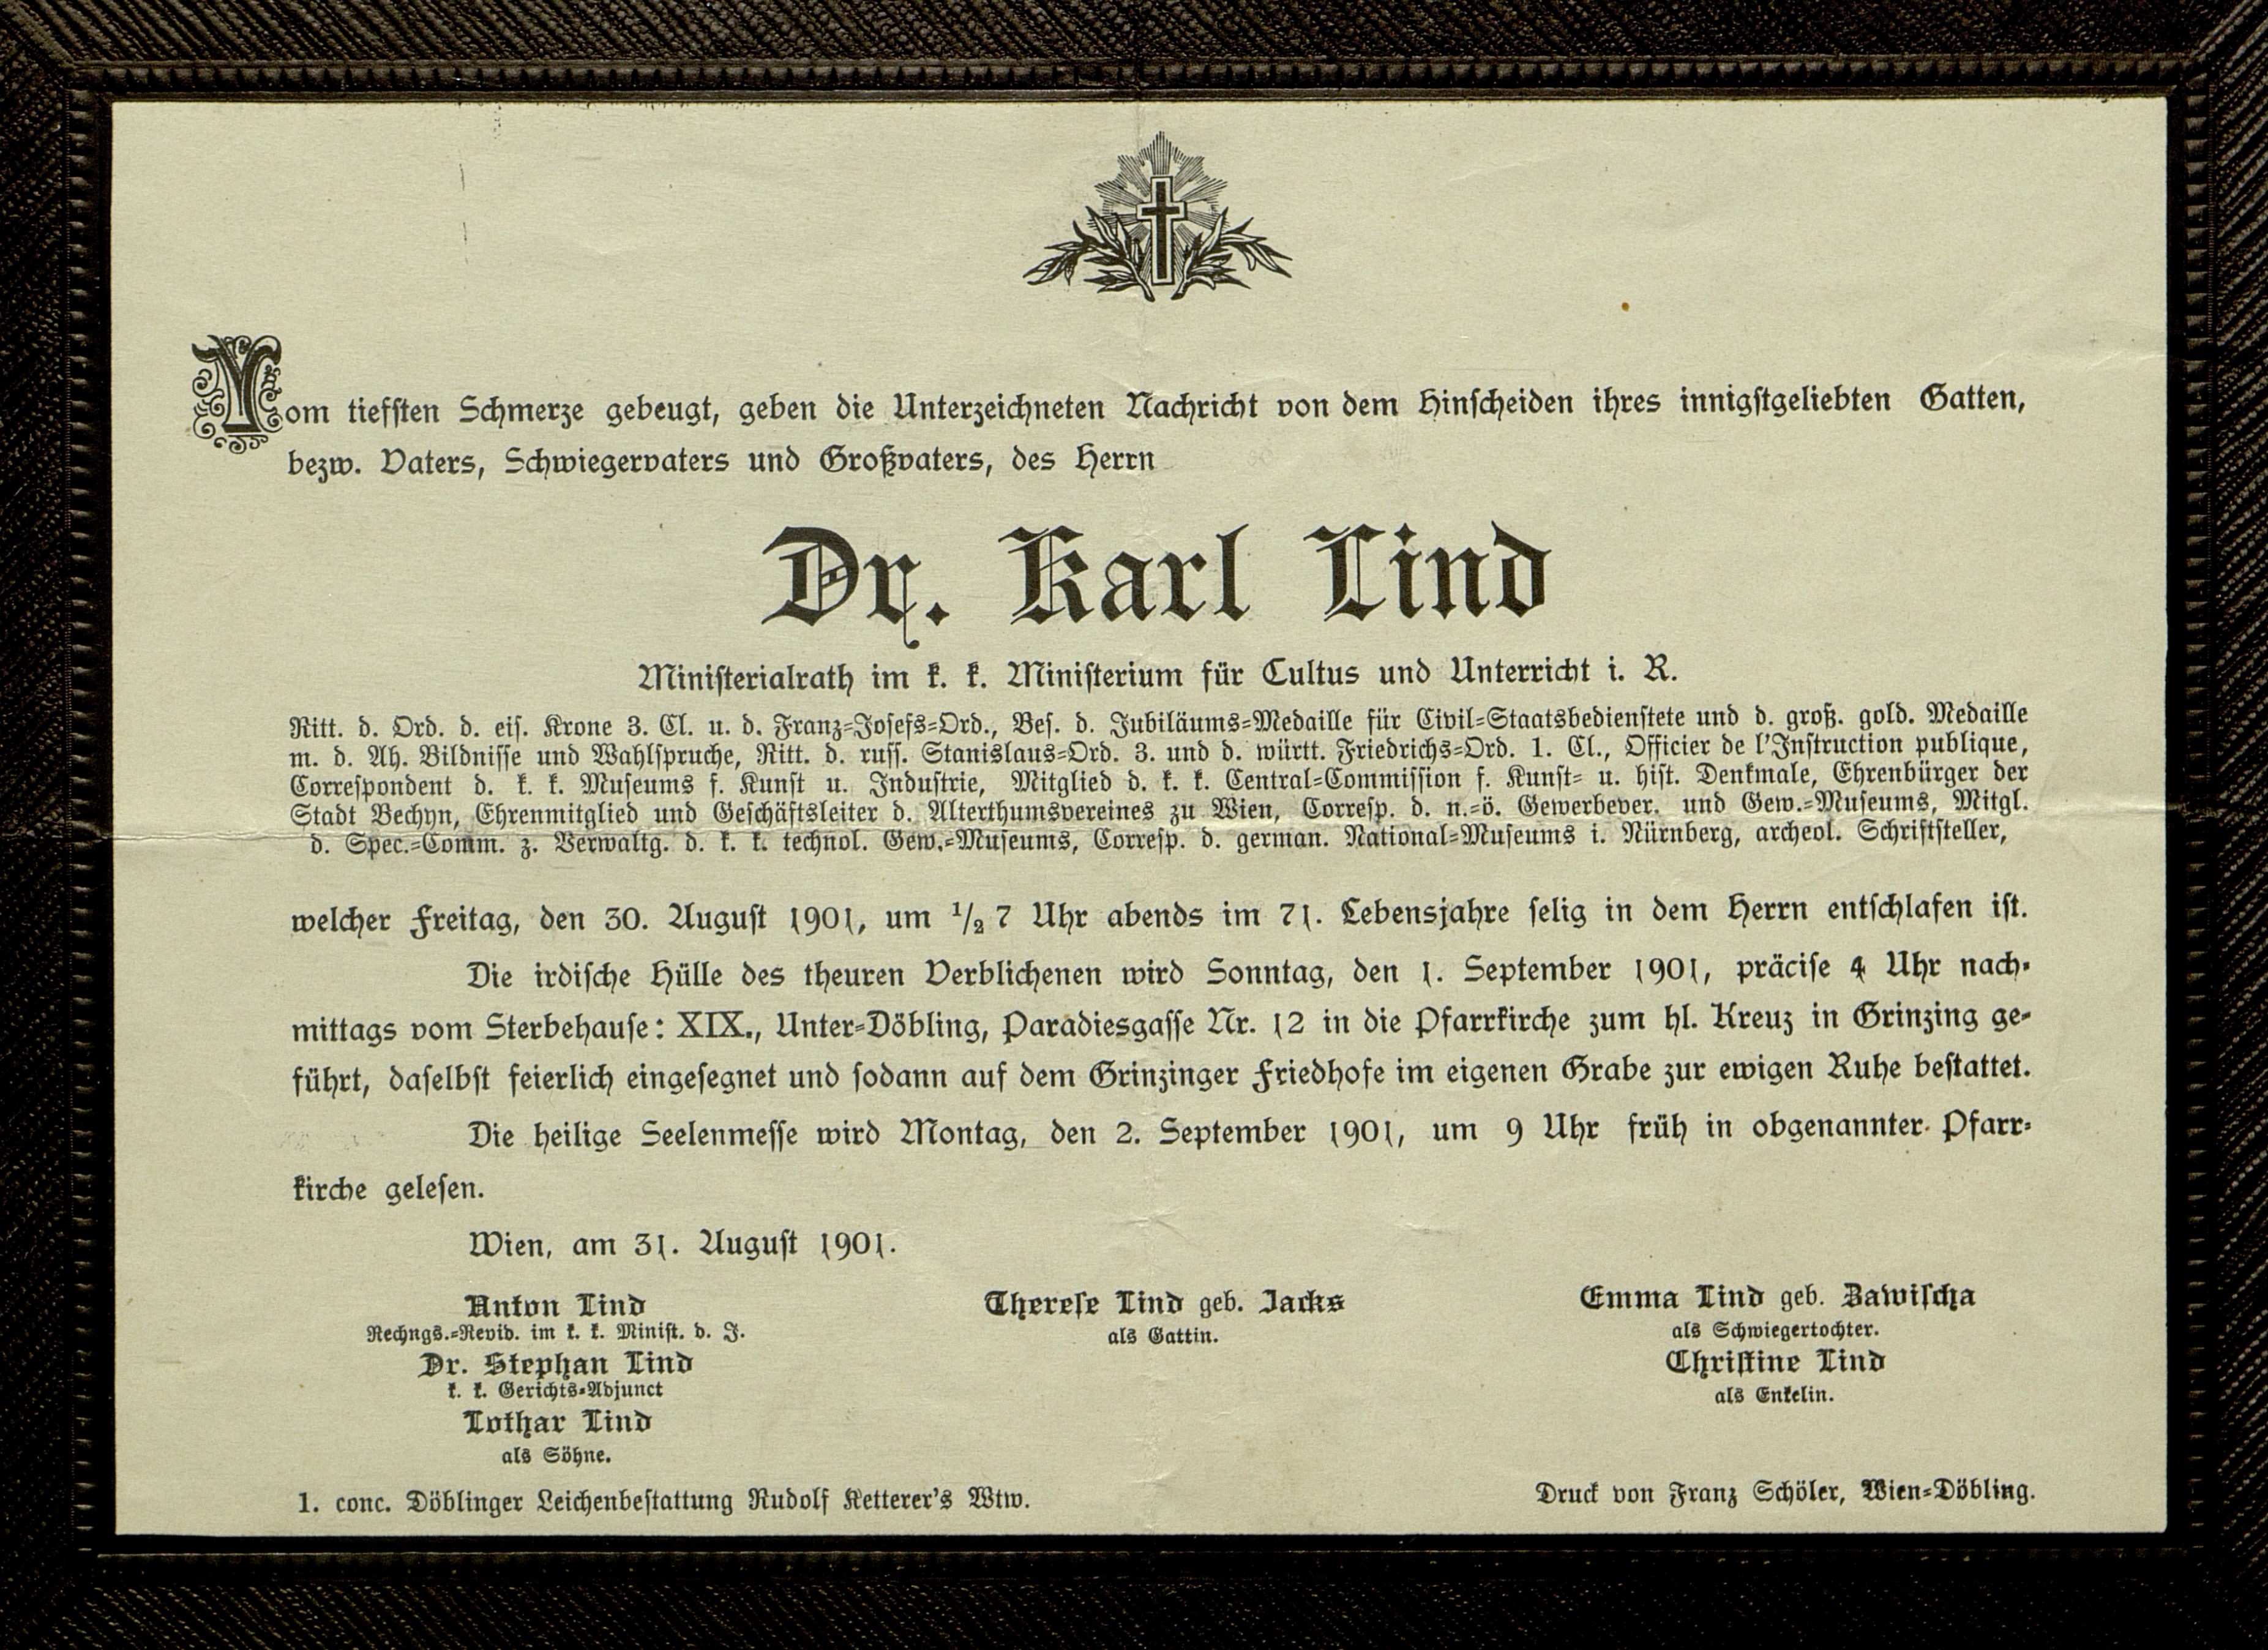 Vom tiefsten Schmerze gebeugt, geben die Unterzeichneten Nachricht von dem Hinscheiden ihres innigstgeliebten Gatten,
bezw. Vaters, Schwiegervaters und Großvaters, des Herrn
Dr. Karl Lind
Ministerialrath im k. k. Ministerium für Cultus und Unterricht i. R.
Ritt. d. Ord. d. eis. Krone 3. Cl. u. d. Franz-Josefs-Ord., Bes. d. Jubiläums-Medaille für Civil-Staatsbedienstete und d. groß. gold. Medaille
m. d. Ah. Bildnisse und Wahlspruche, Ritt. d. russ. Stanislaus-Ord. 3. und d. württ. Friedrichs-Ord. 1. Cl., Officier de l'Instruction publique,
Correspondent d. k. k. Museums f. Kunst u. Industrie, Mitglied d. k. k. Central-Commission f. Kunst- u. hist. Denkmale, Ehrenbürger der
Stadt Bechyn, Ehrenmitglied und Geschäftsleiter d. Alterthumsvereines zu Wien, Corresp. d. n.-ö. Gewerbever. und Gew.-Museums, Mitgl.
d. Spec.-Comm. z. Verwaltg. d. k. k. technol. Gew.-Museums, Corresp. d. german. National-Museums i. Nürnberg, archeol. Schriftsteller,
welcher Freitag, den 30. August 1901, um 1/2 7 Uhr abends im 71. Lebensjahre selig in dem Herrn entschlafen ist.
Die irdische Hülle des theuren Verblichenen wird Sonntag, den 1. September 1901, präcise 4 Uhr nach-
mittags vom Sterbehause: XIX., Unter-Döbling, Paradiesgasse Nr. 12 in die Pfarrkirche zum hl. Kreuz in Grinzing ge-
führt, daselbst feierlich eingesegnet und sodann auf dem Grinzinger Friedhofe im eigenen Grabe zur ewigen Ruhe bestattet.
Die heilige Seelenmesse wird Montag, den 2. September 1901, um 9 Uhr früh in obgenannter Pfarr-
kirche gelesen.
Wien, am 31. August 1901.
Anton Lind
Rechngs.-Revid. im k. k. Minist. d. J.
Dr. Stephan Lind
k. k. Gerichts-Adjunct
Lothar Lind
als Söhne.
Therese Lind geb. Jacks
als Gattin.
Emma Lind geb. Zawischa
als Schwiegertochter.
Christine Lind
als Enkelin.
1. conc. Döblinger Leichenbestattung Rudolf Ketterer's Wtw.
Druck von Franz Schöler, Wien-Döbling.